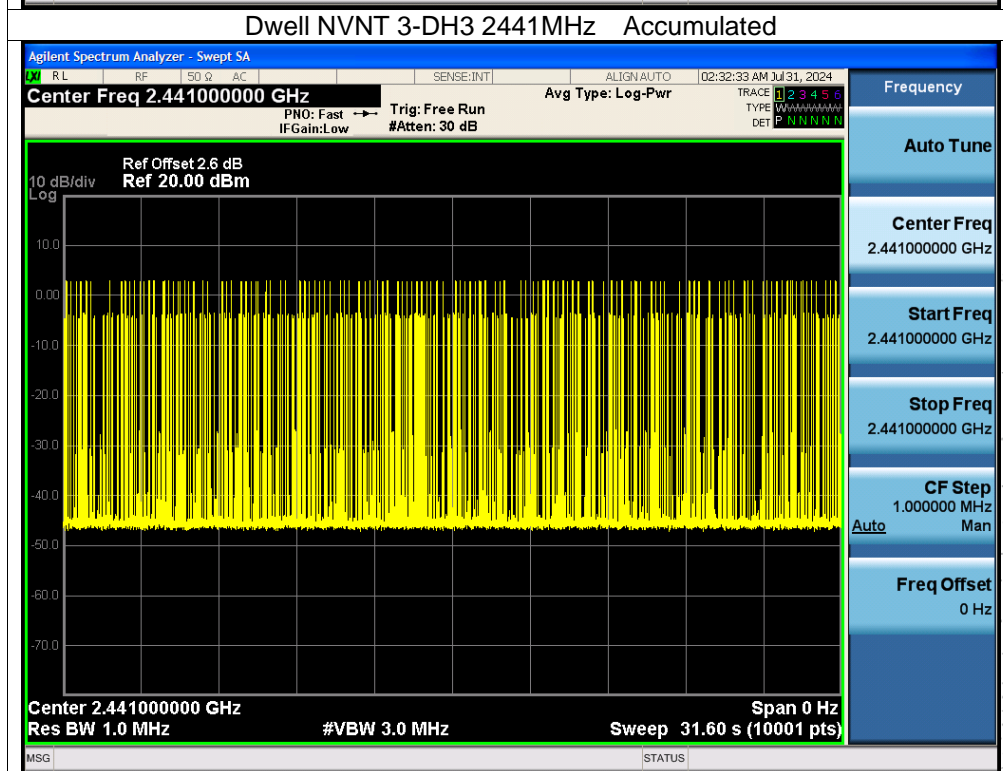 Dwell NVNT 3-DH3 2441MHz Accumulated
Agilent Spectrum Analyzer - Swept SA
LXI RL RF 50 Ω AC SENSE:INT ALIGN AUTO 02:32:33 AM Jul 31, 2024
Center Freq 2.441000000 GHz
PNO: Fast
IFGain:Low
Trig: Free Run
#Atten: 30 dB
Avg Type: Log-Pwr
TRACE 1 2 3 4 5 6
TYPE WWWWWW
DET P N N N N N
Ref Offset 2.6 dB
10 dB/div Ref 20.00 dBm
Log
10.0
0.00
-10.0
-20.0
-30.0
-40.0
-50.0
-60.0
-70.0
Center 2.441000000 GHz Span 0 Hz
Res BW 1.0 MHz #VBW 3.0 MHz Sweep 31.60 s (10001 pts)
MSG STATUS
Frequency
Auto Tune
Center Freq
2.441000000 GHz
Start Freq
2.441000000 GHz
Stop Freq
2.441000000 GHz
CF Step
1.000000 MHz
Auto Man
Freq Offset
0 Hz